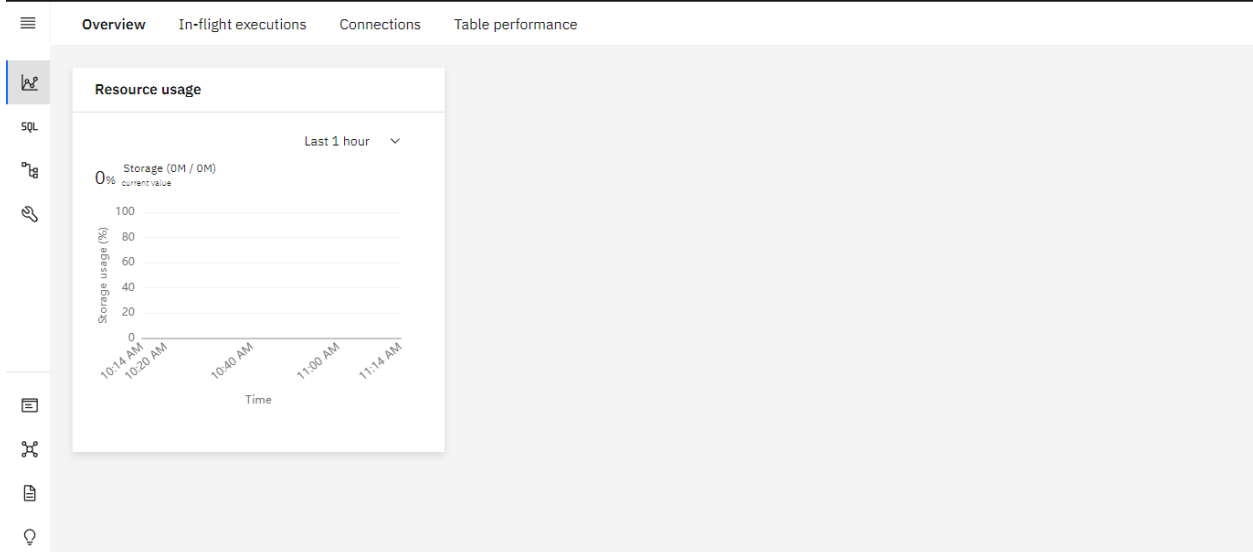 Overview In-flight executions Connections Table performance
Resource usage
SQL
Last 1 hour
0% Storage (0M / 0M)
current value
100
80
60
40
20
0
Storage usage (%)
10:14 AM 10:20 AM 10:40 AM 11:00 AM 11:14 AM
Time